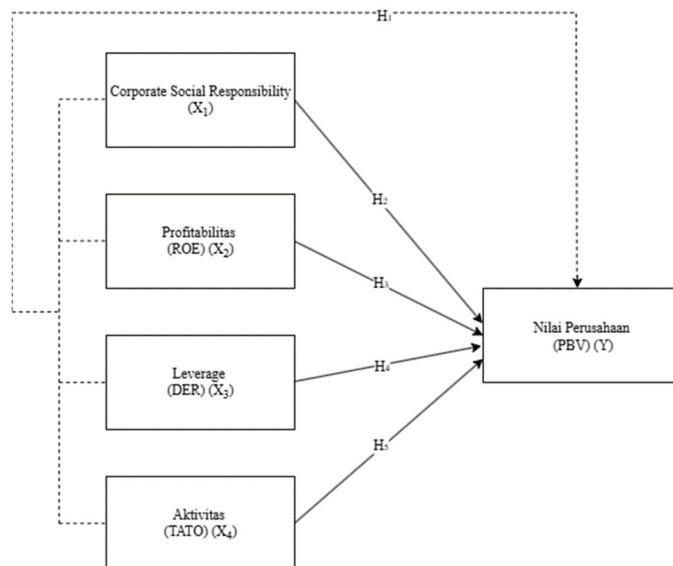 H₁
Corporate Social Responsibility
(X₁)
H₂
Profitabilitas
(ROE) (X₂)
H₃
Nilai Perusahaan
(PBV) (Y)
Leverage
(DER) (X₃)
H₄
H₅
Aktivitas
(TATO) (X₄)